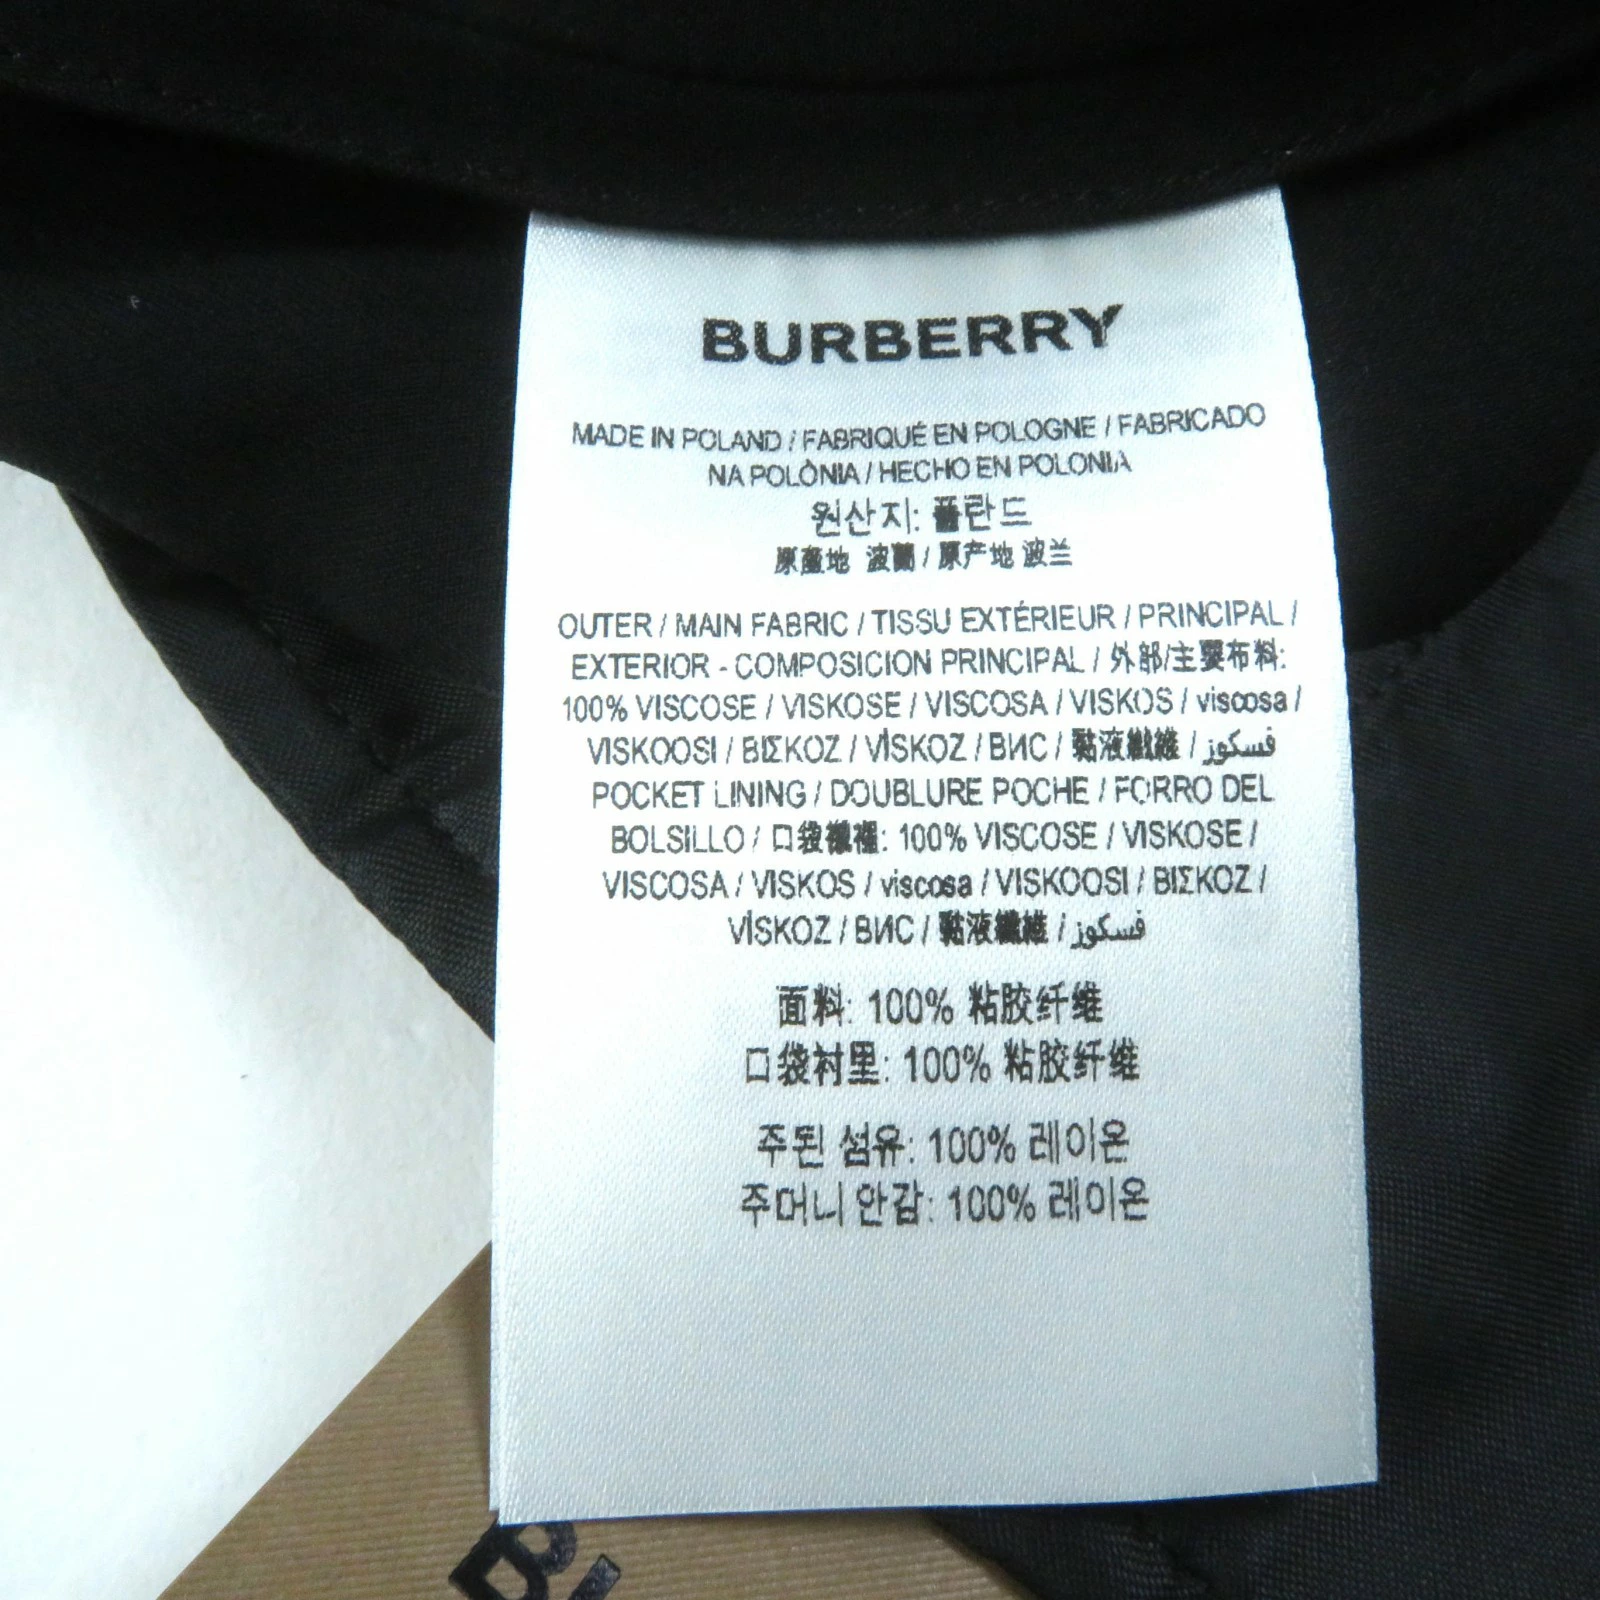 BURBERRY
MADE IN POLAND / FABRIQUÉ EN POLOGNE / FABRICADO
NA POLÔNIA / HECHO EN POLONIA
원산지: 폴란드
原產地 波蘭 / 原产地 波兰
OUTER / MAIN FABRIC / TISSU EXTÉRIEUR / PRINCIPAL /
EXTERIOR - COMPOSICION PRINCIPAL / 外部/主要布料:
100% VISCOSE / VISKOSE / VISCOSA / VISKOS / viscosa /
VISKOOSI / ΒΙΣΚΟΖ / VİSKOZ / ВИС / 黏液纖維 / فسكوز
POCKET LINING / DOUBLURE POCHE / FORRO DEL
BOLSILLO / 口袋襯裡: 100% VISCOSE / VISKOSE /
VISCOSA / VISKOS / viscosa / VISKOOSI / ΒΙΣΚΟΖ /
VİSKOZ / ВИС / 黏液纖維 / فسكوز
面料: 100% 粘胶纤维
口袋衬里: 100% 粘胶纤维
주된 섬유: 100% 레이온
주머니 안감: 100% 레이온